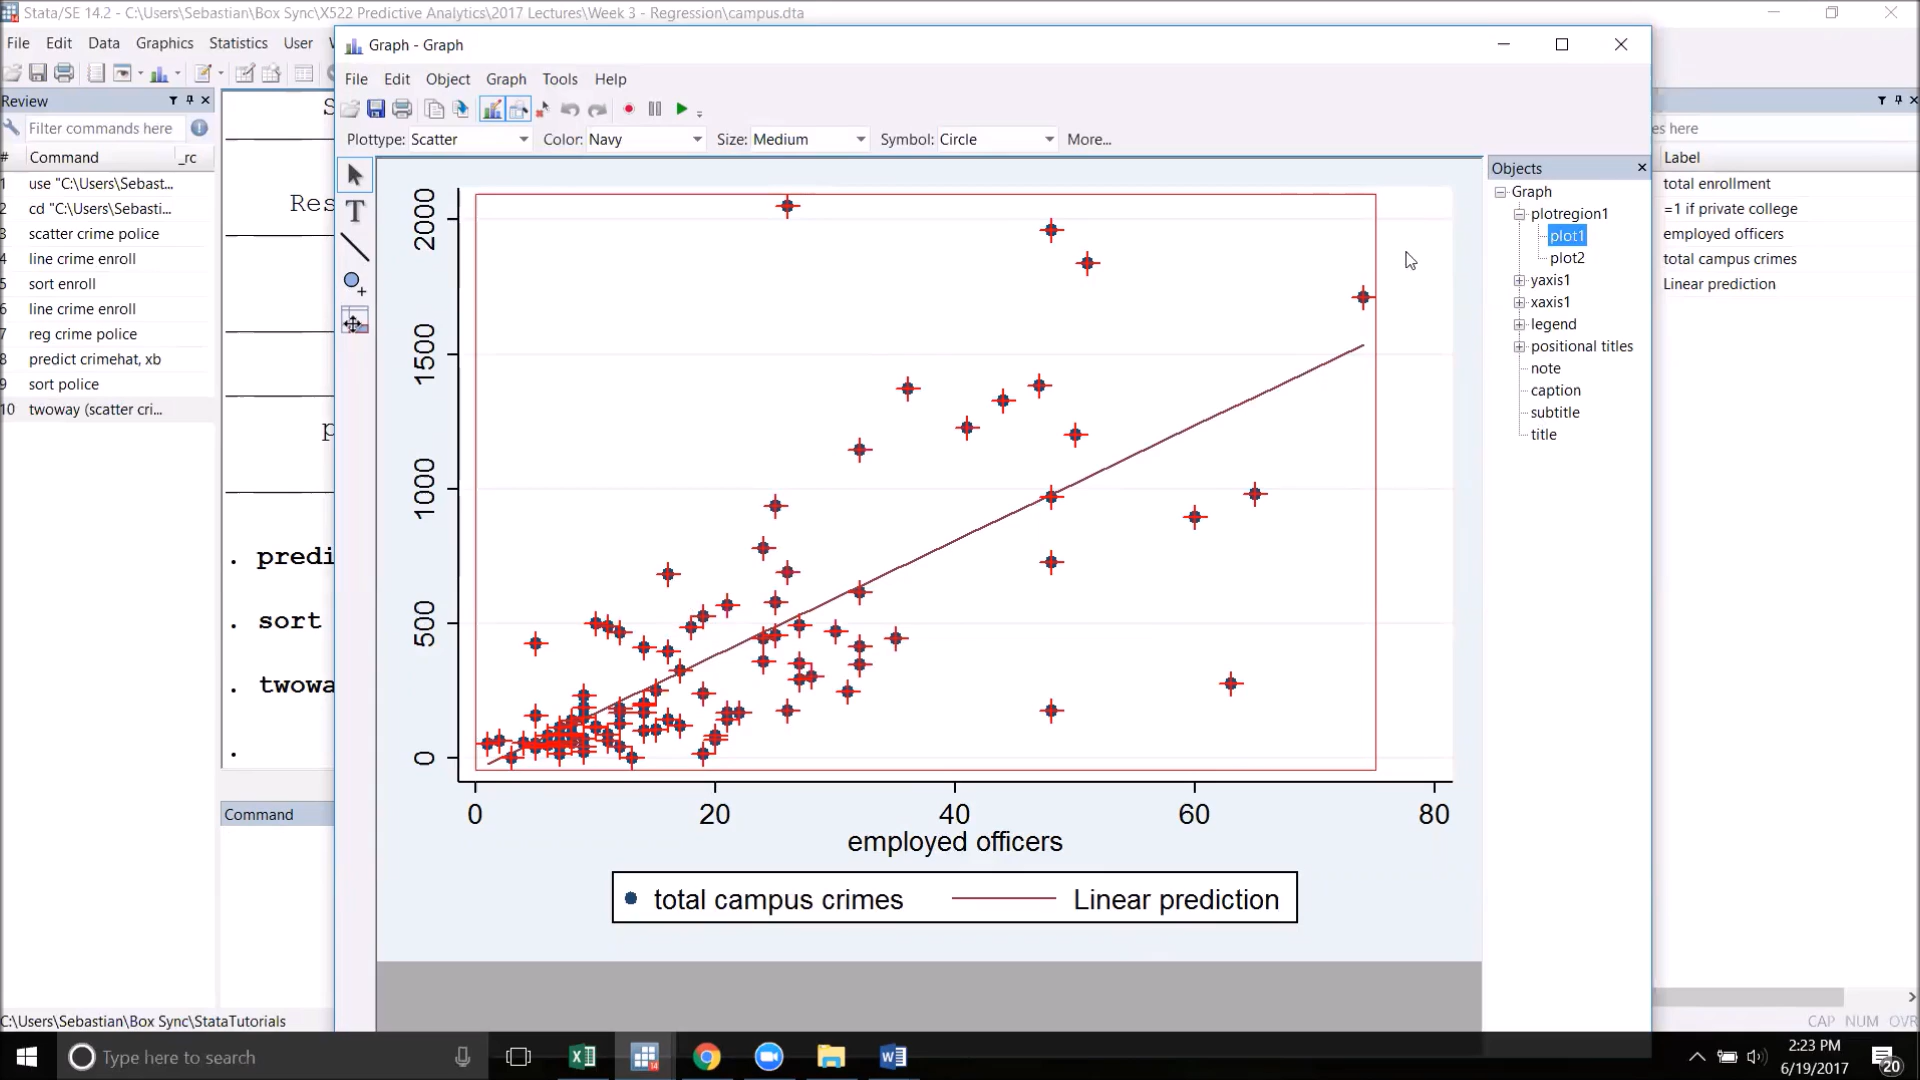 Stata/SE 14.2 - C:\Users\Sebastian\Box Sync\X522 Predictive Analytics\2017 Lectures\Week 3 - Regression\campus.dta
File Edit Data Graphics Statistics User
Graph - Graph
File Edit Object Graph Tools Help
Plottype: Scatter Color: Navy Size: Medium Symbol: Circle More...
Review
Filter commands here
# Command _rc
1 use "C:\Users\Sebast...
2 cd "C:\Users\Sebasti...
3 scatter crime police
4 line crime enroll
5 sort enroll
6 line crime enroll
7 reg crime police
8 predict crimehat, xb
9 sort police
10 twoway (scatter cri...
S
Res
p
. predi
. sort
. twowa
.
Command
2000
1500
1000
500
0
0 20 40 60 80
employed officers
total campus crimes Linear prediction
Objects
Graph
plotregion1
plot1
plot2
yaxis1
xaxis1
legend
positional titles
note
caption
subtitle
title
es here
Label
total enrollment
=1 if private college
employed officers
total campus crimes
Linear prediction
C:\Users\Sebastian\Box Sync\StataTutorials
CAP NUM OVR
Type here to search
2:23 PM
6/19/2017
20